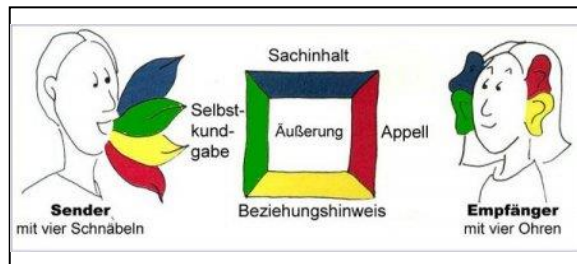 Sachinhalt
Selbst-
kund-
gabe
Äußerung
Appell
Beziehungshinweis
Sender
mit vier Schnäbeln
Empfänger
mit vier Ohren